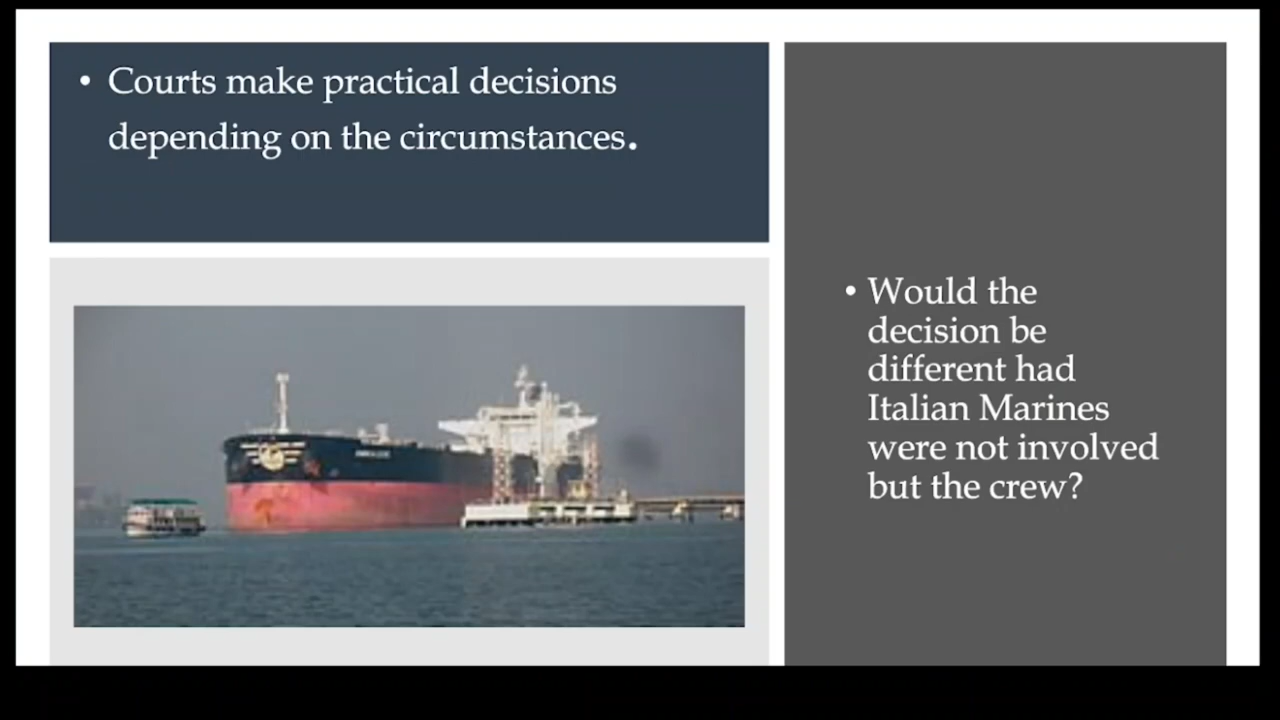 • Courts make practical decisions
depending on the circumstances.
• Would the
decision be
different had
Italian Marines
were not involved
but the crew?